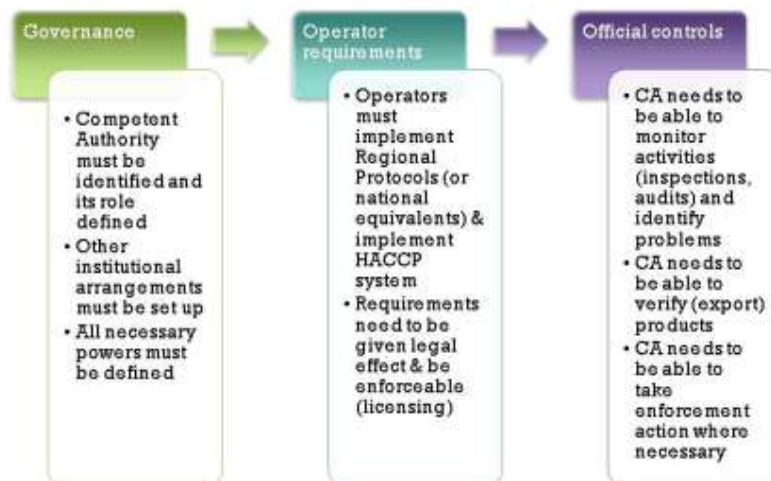 Governance
• Competent
Authority
must be
identified and
its role
defined
• Other
institutional
arrangements
must be set up
• All necessary
powers must
be defined
Operator
requirements
• Operators
must
implement
Regional
Protocols (or
national
equivalents) &
implement
HACCP
system
• Requirements
need to be
given legal
effect & be
enforceable
(licensing)
Official controls
• CA needs to
be able to
monitor
activities
(inspections,
audits) and
identify
problems
• CA needs to
be able to
verify (export)
products
• CA needs to
be able to
take
enforcement
action where
necessary